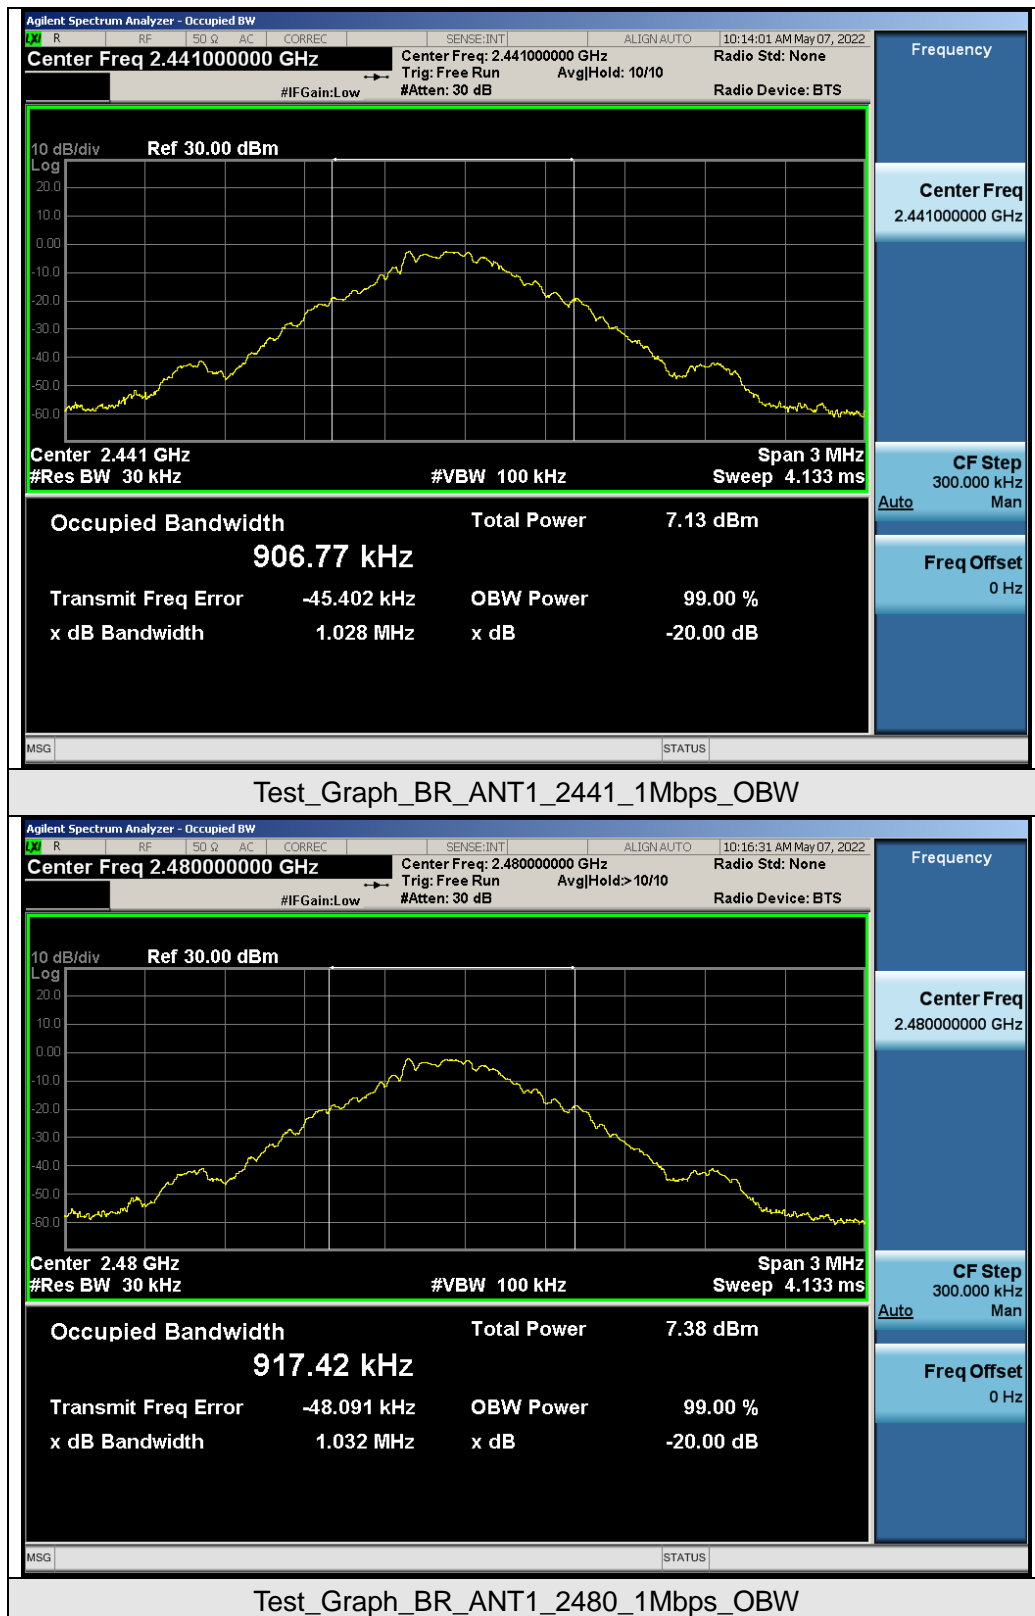 Agilent Spectrum Analyzer - Occupied BW
LXI R RF 50 Ω AC CORREC SENSE:INT ALIGN AUTO 10:14:01 AM May 07, 2022
Center Freq 2.441000000 GHz Center Freq: 2.441000000 GHz Radio Std: None
Trig: Free Run Avg|Hold: 10/10
#IFGain:Low #Atten: 30 dB Radio Device: BTS
Frequency
10 dB/div Ref 30.00 dBm
Log
20.0
10.0
0.00
-10.0
-20.0
-30.0
-40.0
-50.0
-60.0
Center 2.441 GHz Span 3 MHz
#Res BW 30 kHz #VBW 100 kHz Sweep 4.133 ms
Center Freq
2.441000000 GHz
CF Step
300.000 kHz
Auto Man
Freq Offset
0 Hz
Occupied Bandwidth Total Power 7.13 dBm
906.77 kHz
Transmit Freq Error -45.402 kHz OBW Power 99.00 %
x dB Bandwidth 1.028 MHz x dB -20.00 dB
MSG STATUS
Test_Graph_BR_ANT1_2441_1Mbps_OBW
Agilent Spectrum Analyzer - Occupied BW
LXI R RF 50 Ω AC CORREC SENSE:INT ALIGN AUTO 10:16:31 AM May 07, 2022
Center Freq 2.480000000 GHz Center Freq: 2.480000000 GHz Radio Std: None
Trig: Free Run Avg|Hold:>10/10
#IFGain:Low #Atten: 30 dB Radio Device: BTS
Frequency
10 dB/div Ref 30.00 dBm
Log
20.0
10.0
0.00
-10.0
-20.0
-30.0
-40.0
-50.0
-60.0
Center 2.48 GHz Span 3 MHz
#Res BW 30 kHz #VBW 100 kHz Sweep 4.133 ms
Center Freq
2.480000000 GHz
CF Step
300.000 kHz
Auto Man
Freq Offset
0 Hz
Occupied Bandwidth Total Power 7.38 dBm
917.42 kHz
Transmit Freq Error -48.091 kHz OBW Power 99.00 %
x dB Bandwidth 1.032 MHz x dB -20.00 dB
MSG STATUS
Test_Graph_BR_ANT1_2480_1Mbps_OBW